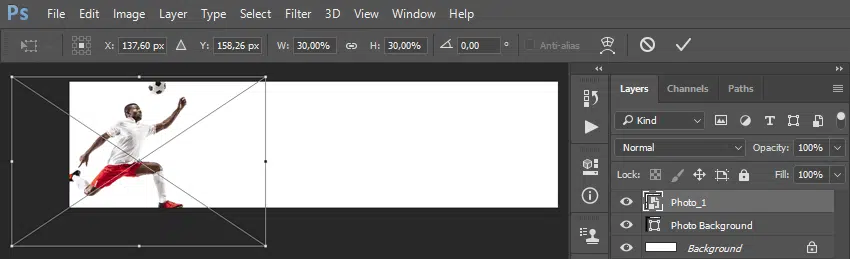 Ps File Edit Image Layer Type Select Filter 3D View Window Help
X: 137,60 px Y: 158,26 px W: 30,00% H: 30,00% 0,00 ° Anti-alias
Layers Channels Paths
Kind
Normal Opacity: 100%
Lock: Fill: 100%
Photo_1
Photo Background
Background